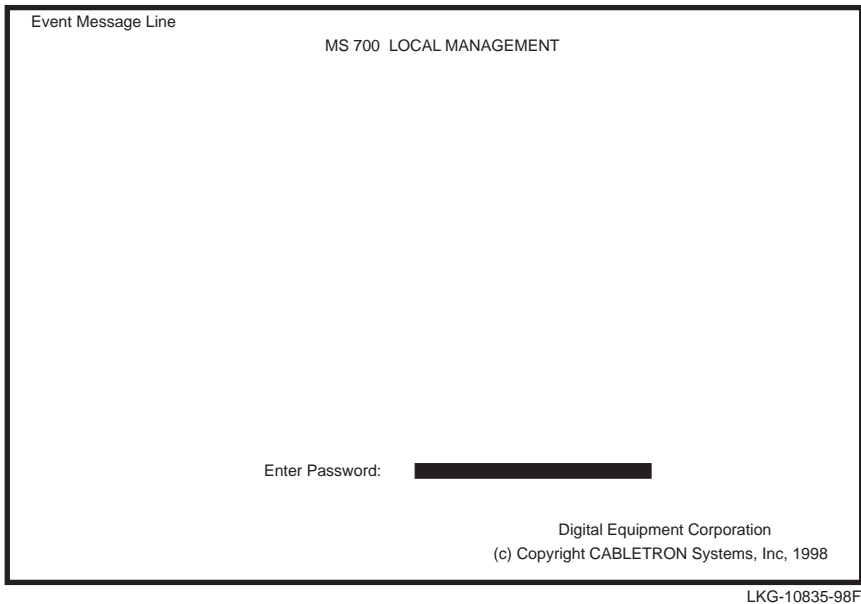 Event Message Line
MS 700 LOCAL MANAGEMENT
Enter Password:
Digital Equipment Corporation
(c) Copyright CABLETRON Systems, Inc, 1998
LKG-10835-98F